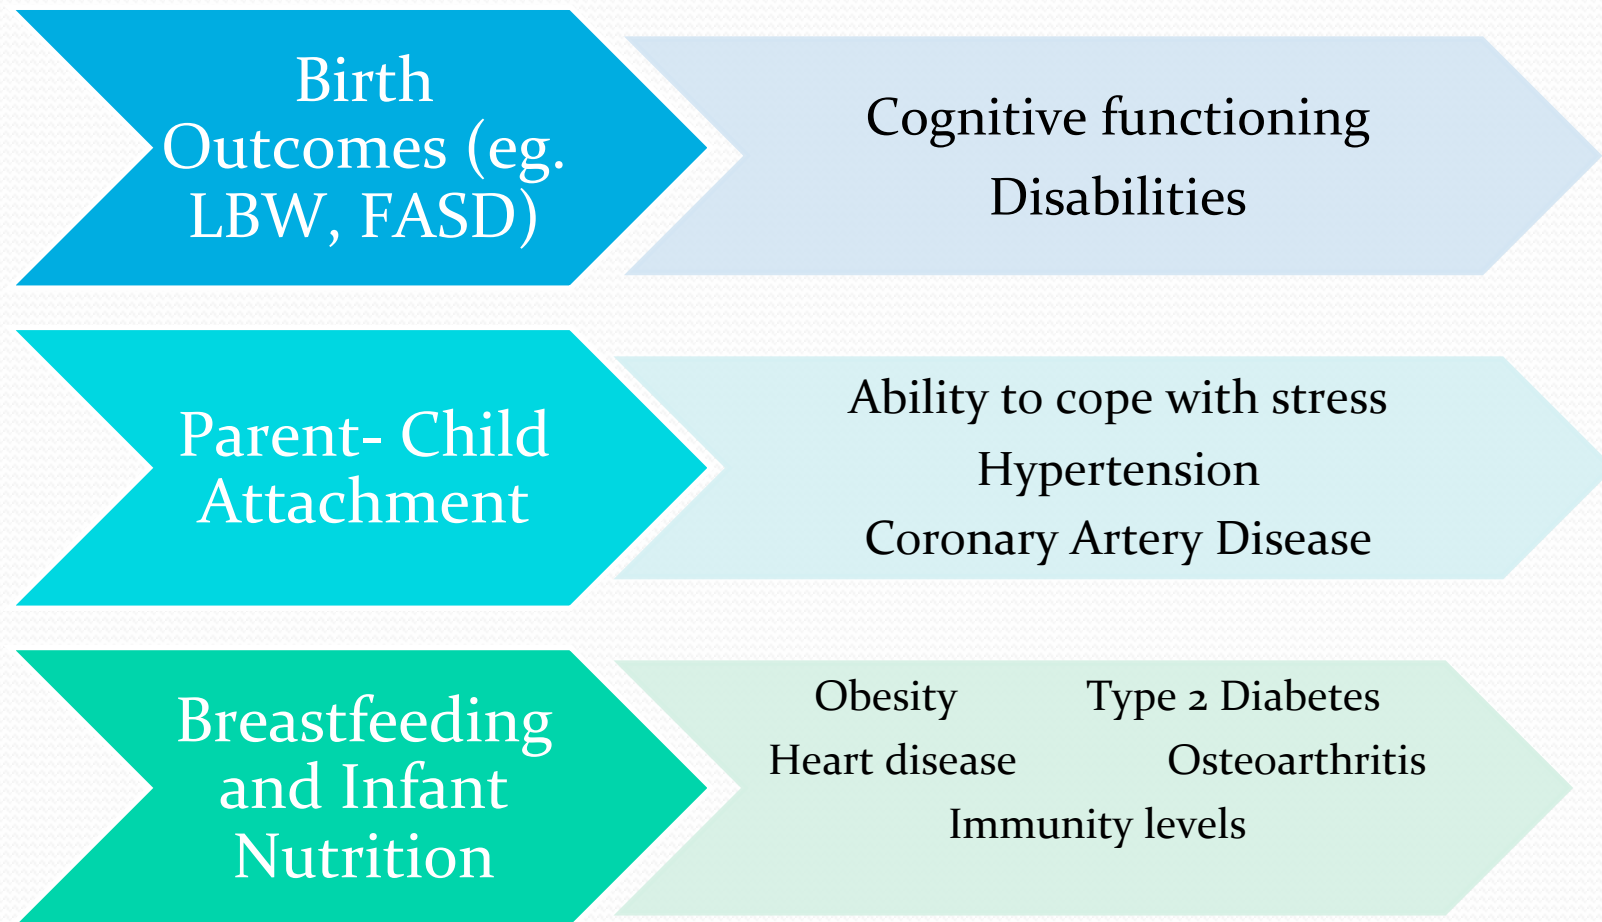 Birth
Outcomes (eg.
LBW, FASD)
Cognitive functioning
Disabilities
Parent- Child
Attachment
Ability to cope with stress
Hypertension
Coronary Artery Disease
Breastfeeding
and Infant
Nutrition
Obesity Type 2 Diabetes
Heart disease Osteoarthritis
Immunity levels